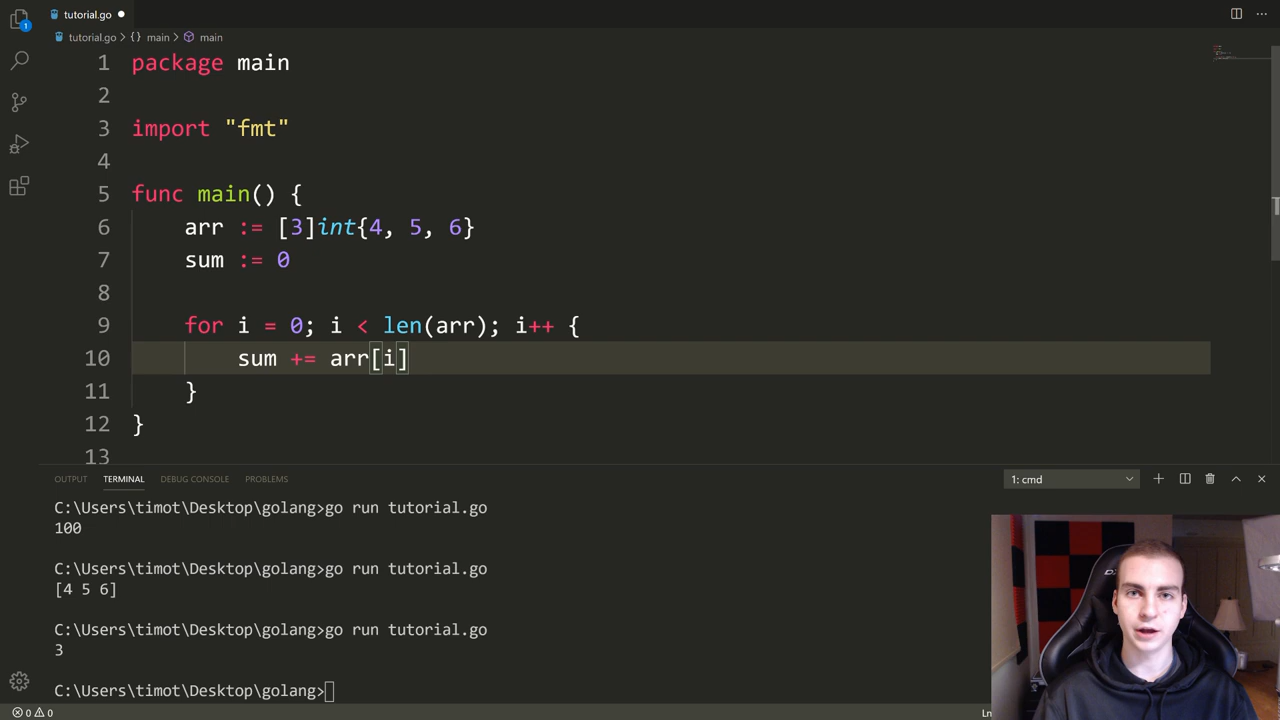 1
tutorial.go
tutorial.go > {} main > main
1 package main
2
3 import "fmt"
4
5 func main() {
6 arr := [3]int{4, 5, 6}
7 sum := 0
8
9 for i = 0; i < len(arr); i++ {
10 sum += arr[i]
11 }
12 }
13
OUTPUT TERMINAL DEBUG CONSOLE PROBLEMS 1: cmd
C:\Users\timot\Desktop\golang>go run tutorial.go
100
C:\Users\timot\Desktop\golang>go run tutorial.go
[4 5 6]
C:\Users\timot\Desktop\golang>go run tutorial.go
3
C:\Users\timot\Desktop\golang>
0 0 Ln